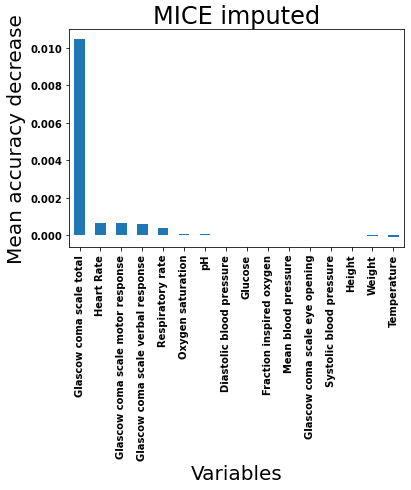 MICE imputed
Mean accuracy decrease
0.010
0.008
0.006
0.004
0.002
0.000
Glascow coma scale total
Heart Rate
Glascow coma scale motor response
Glascow coma scale verbal response
Respiratory rate
Oxygen saturation
pH
Diastolic blood pressure
Glucose
Fraction inspired oxygen
Mean blood pressure
Glascow coma scale eye opening
Systolic blood pressure
Height
Weight
Temperature
Variables